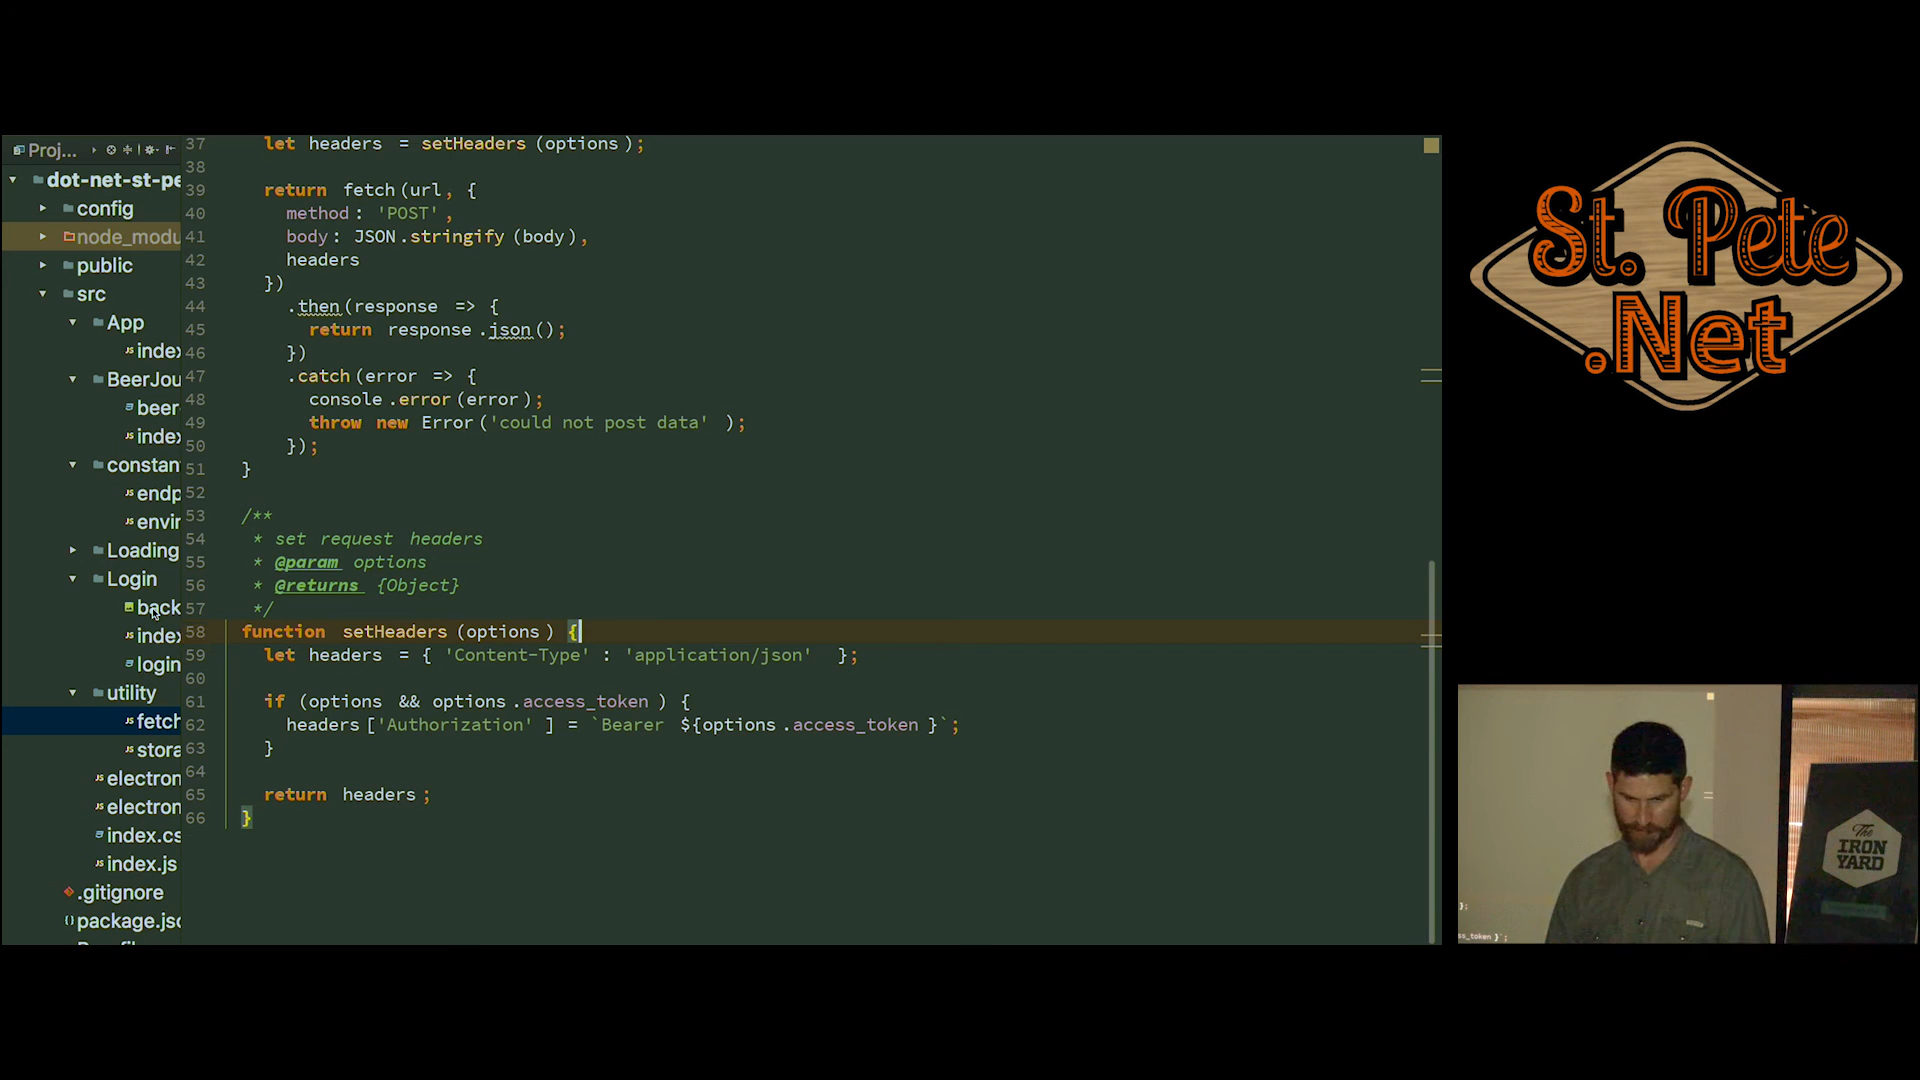 Proj...
dot-net-st-pe
config
node_modu
public
src
App
index
BeerJou
beer
index
constan
endp
envir
Loading
Login
back
index
login
utility
fetch
stora
electron
electron
index.cs
index.js
.gitignore
package.jsc
37 let headers = setHeaders (options );
38
39 return fetch (url , {
40 method : 'POST' ,
41 body : JSON .stringify (body ),
42 headers
43 })
44 .then (response => {
45 return response .json ();
46 })
47 .catch (error => {
48 console .error (error );
49 throw new Error ('could not post data' );
50 });
51 }
52
53 /**
54 * set request headers
55 * @param options
56 * @returns {Object}
57 */
58 function setHeaders (options ) {
59 let headers = { 'Content-Type' : 'application/json' };
60
61 if (options && options .access_token ) {
62 headers ['Authorization' ] = `Bearer ${options .access_token }`;
63 }
64
65 return headers ;
66 }
St. Pete
.Net
The
IRON
YARD
};
ss_token }`;